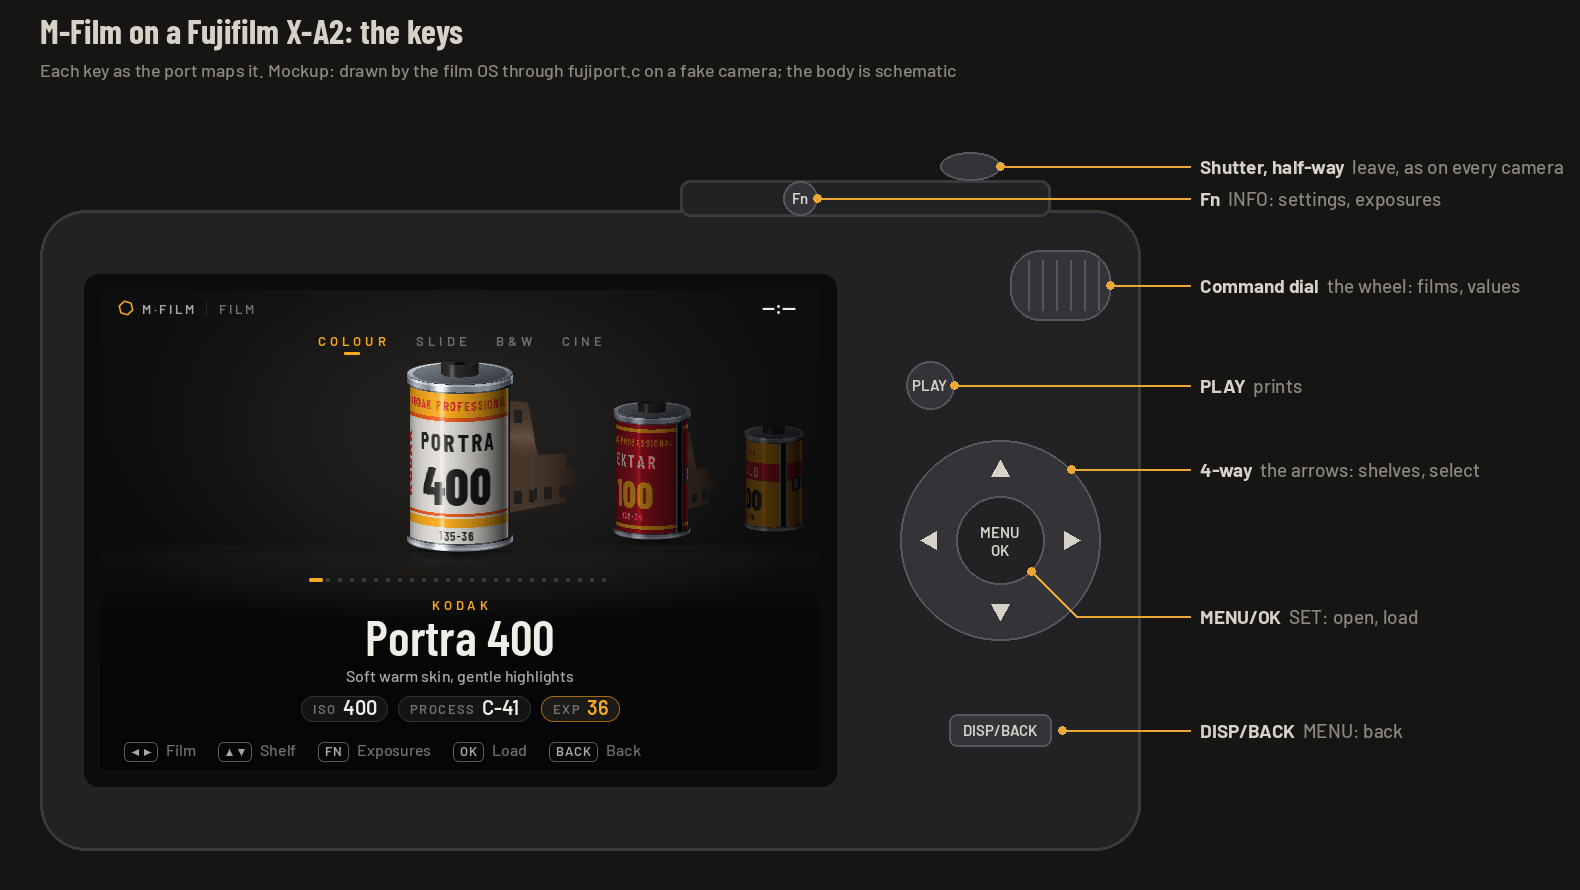 M-Film on a Fujifilm X-A2: the keys
Each key as the port maps it. Mockup: drawn by the film OS through fujiport.c on a fake camera; the body is schematic
Shutter, half-way leave, as on every camera
Fn
Fn INFO: settings, exposures
Command dial the wheel: films, values
M·FILM FILM
—:—
COLOUR SLIDE B&W CINE
PLAY
PLAY prints
PROFESSIONAL
PORTRA
400
135-36
EKTAR
100
4-way the arrows: shelves, select
MENU
OK
KODAK
Portra 400
Soft warm skin, gentle highlights
ISO 400 PROCESS C-41 EXP 36
◄► Film ▲▼ Shelf FN Exposures OK Load BACK Back
MENU/OK SET: open, load
DISP/BACK
DISP/BACK MENU: back